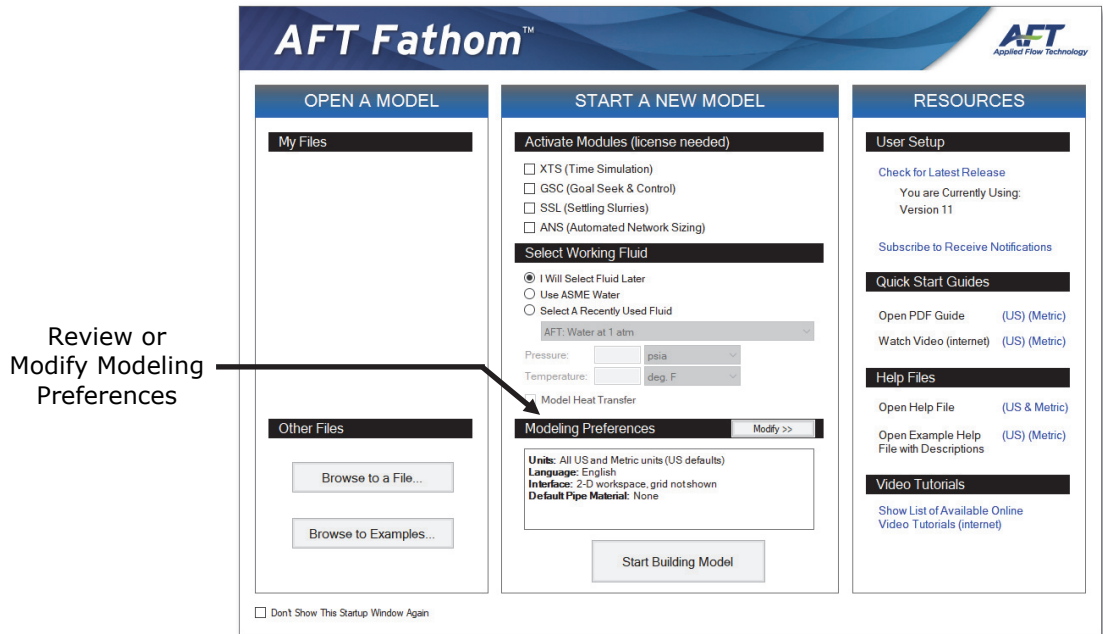 AFT Fathom™
AFT
Applied Flow Technology
OPEN A MODEL
My Files
Other Files
Browse to a File...
Browse to Examples...
START A NEW MODEL
Activate Modules (license needed)
XTS (Time Simulation)
GSC (Goal Seek & Control)
SSL (Settling Slurries)
ANS (Automated Network Sizing)
Select Working Fluid
I Will Select Fluid Later
Use ASME Water
Select A Recently Used Fluid
AFT: Water at 1 atm
Pressure: psia
Temperature: deg. F
Model Heat Transfer
Modeling Preferences Modify >>
Units: All US and Metric units (US defaults)
Language: English
Interface: 2-D workspace, grid not shown
Default Pipe Material: None
Start Building Model
RESOURCES
User Setup
Check for Latest Release
You are Currently Using:
Version 11
Subscribe to Receive Notifications
Quick Start Guides
Open PDF Guide (US) (Metric)
Watch Video (internet) (US) (Metric)
Help Files
Open Help File (US & Metric)
Open Example Help (US) (Metric)
File with Descriptions
Video Tutorials
Show List of Available Online
Video Tutorials (internet)
Don't Show This Startup Window Again
Review or
Modify Modeling
Preferences